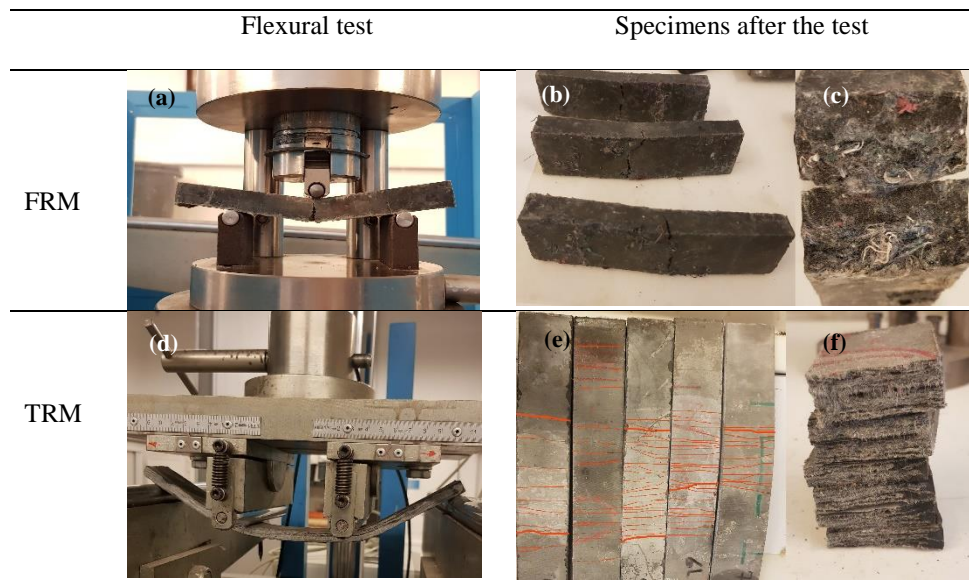 Flexural test Specimens after the test
FRM
(a) (b) (c)
TRM
(d) (e) (f)